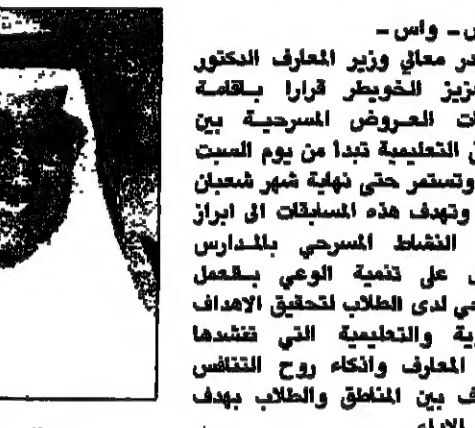 – واس –
معالي وزير المعارف الدكتور
الخويطر قرارا باقامة
العروض المسرحية بين
التعليمية تبدأ من يوم السبت
وتستمر حتى نهاية شهر شعبان
وتهدف هذه المسابقات الى ابراز
النشاط المسرحي بالمدارس
على تنمية الوعي بالعمل
لدى الطلاب لتحقيق الاهداف
والتعليمية التي تنشدها
المعارف واذكاء روح التنافس
بين المناطق والطلاب بهدف